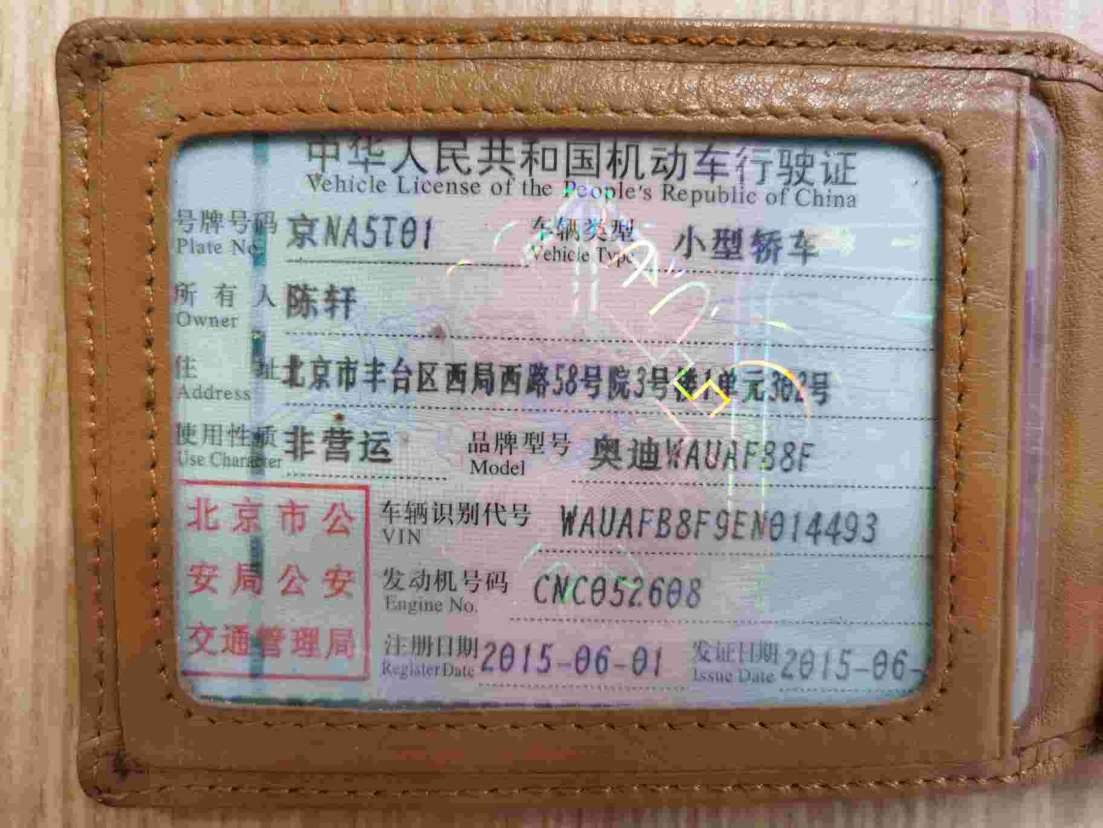 中华人民共和国机动车行驶证
Vehicle License of the People's Republic of China
号牌号码 京NA5T01 车辆类型 小型轿车
Plate No. Vehicle Type
所有人 陈轩
Owner
住址 北京市丰台区西局西路58号院3号楼1单元302号
Address
使用性质 非营运 品牌型号 奥迪WAUAFB8F
Use Character Model
北京市公
安局公安
交通管理局
车辆识别代号 WAUAFB8F9EN014493
VIN
发动机号码 CNC052608
Engine No.
注册日期 2015-06-01 发证日期 2015-06-
Register Date Issue Date